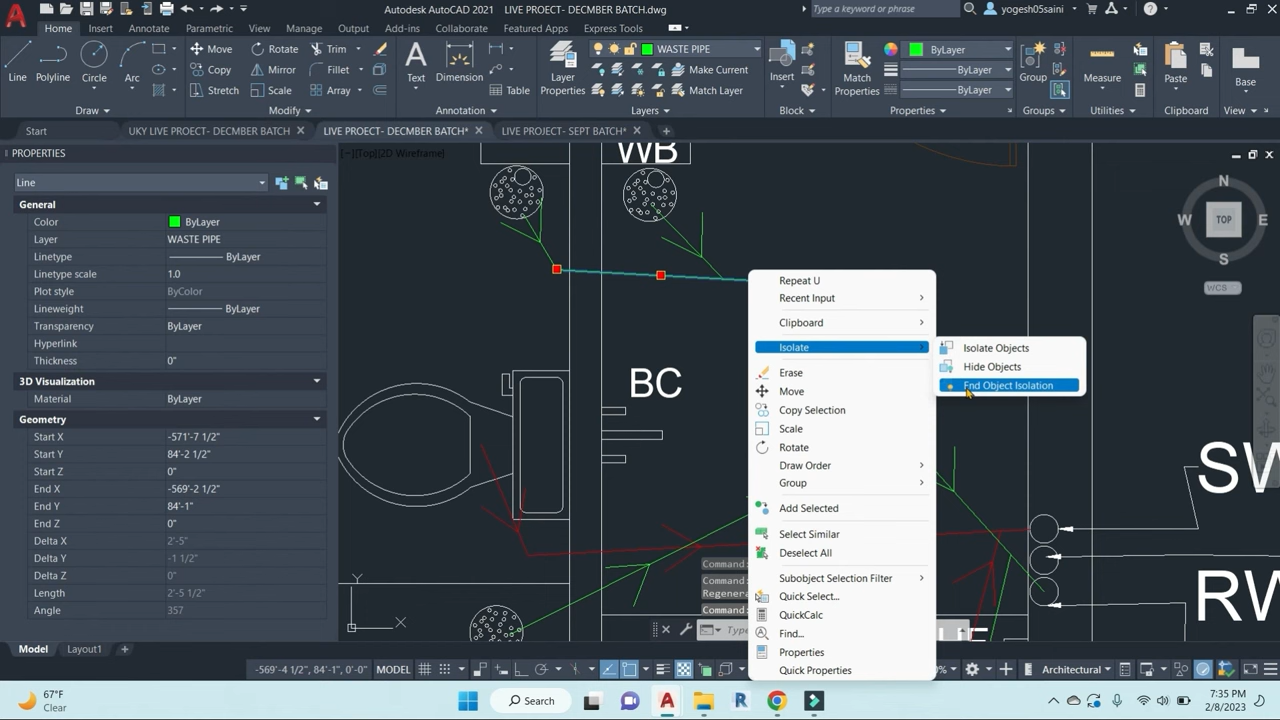 Autodesk AutoCAD 2021 LIVE PROECT- DECMBER BATCH.dwg
Type a keyword or phrase
yogesh05saini
Home Insert Annotate Parametric View Manage Output Add-ins Collaborate Featured Apps Express Tools
Line Polyline Circle Arc
Move Rotate Trim
Copy Mirror Fillet
Stretch Scale Array
Text Dimension Table
Layer Properties
WASTE PIPE
Make Current
Match Layer
Insert
Match Properties
ByLayer
ByLayer
ByLayer
Group Measure Paste Base
Draw Modify Annotation Layers Block Properties Groups Utilities Clipboard View
Start UKY LIVE PROECT- DECMBER BATCH LIVE PROECT- DECMBER BATCH* LIVE PROJECT- SEPT BATCH*
PROPERTIES
[−][Top][2D Wireframe]
Line
General
Color ByLayer
Layer WASTE PIPE
Linetype ByLayer
Linetype scale 1.0
Plot style ByColor
Lineweight ByLayer
Transparency ByLayer
Hyperlink
Thickness 0"
3D Visualization
Material ByLayer
Geometry
Start X -571'-7 1/2"
Start Y 84'-2 1/2"
Start Z 0"
End X -569'-2 1/2"
End Y 84'-1"
End Z 0"
Delta X 2'-5"
Delta Y -1 1/2"
Delta Z 0"
Length 2'-5 1/2"
Angle 357
WB
BC
N
W TOP E
S
WCS
Repeat U
Recent Input
Clipboard
Isolate
Erase
Move
Copy Selection
Scale
Rotate
Draw Order
Group
Add Selected
Select Similar
Deselect All
Subobject Selection Filter
Quick Select...
QuickCalc
Find...
Properties
Quick Properties
Isolate Objects
Hide Objects
End Object Isolation
SW
RW
Y
X
Command:
Command:
Regenera
Command:
Type
Model Layout1
-569'-4 1/2", 84'-1", 0'-0" MODEL
Architectural
67°F
Clear
Search
7:35 PM
2/8/2023